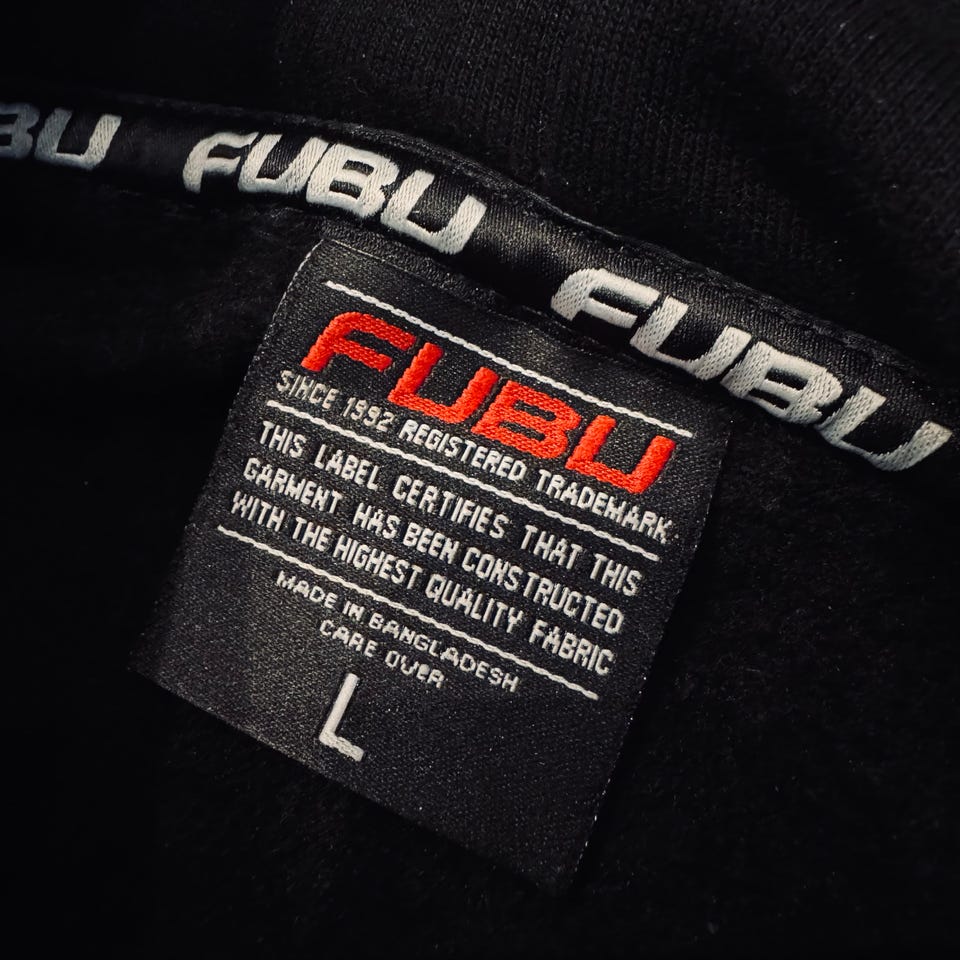 BU FUBU FUBU
FUBU
SINCE 1992 REGISTERED TRADEMARK
THIS LABEL CERTIFIES THAT THIS
GARMENT HAS BEEN CONSTRUCTED
WITH THE HIGHEST QUALITY FABRIC
MADE IN BANGLADESH
CARE OVER
L